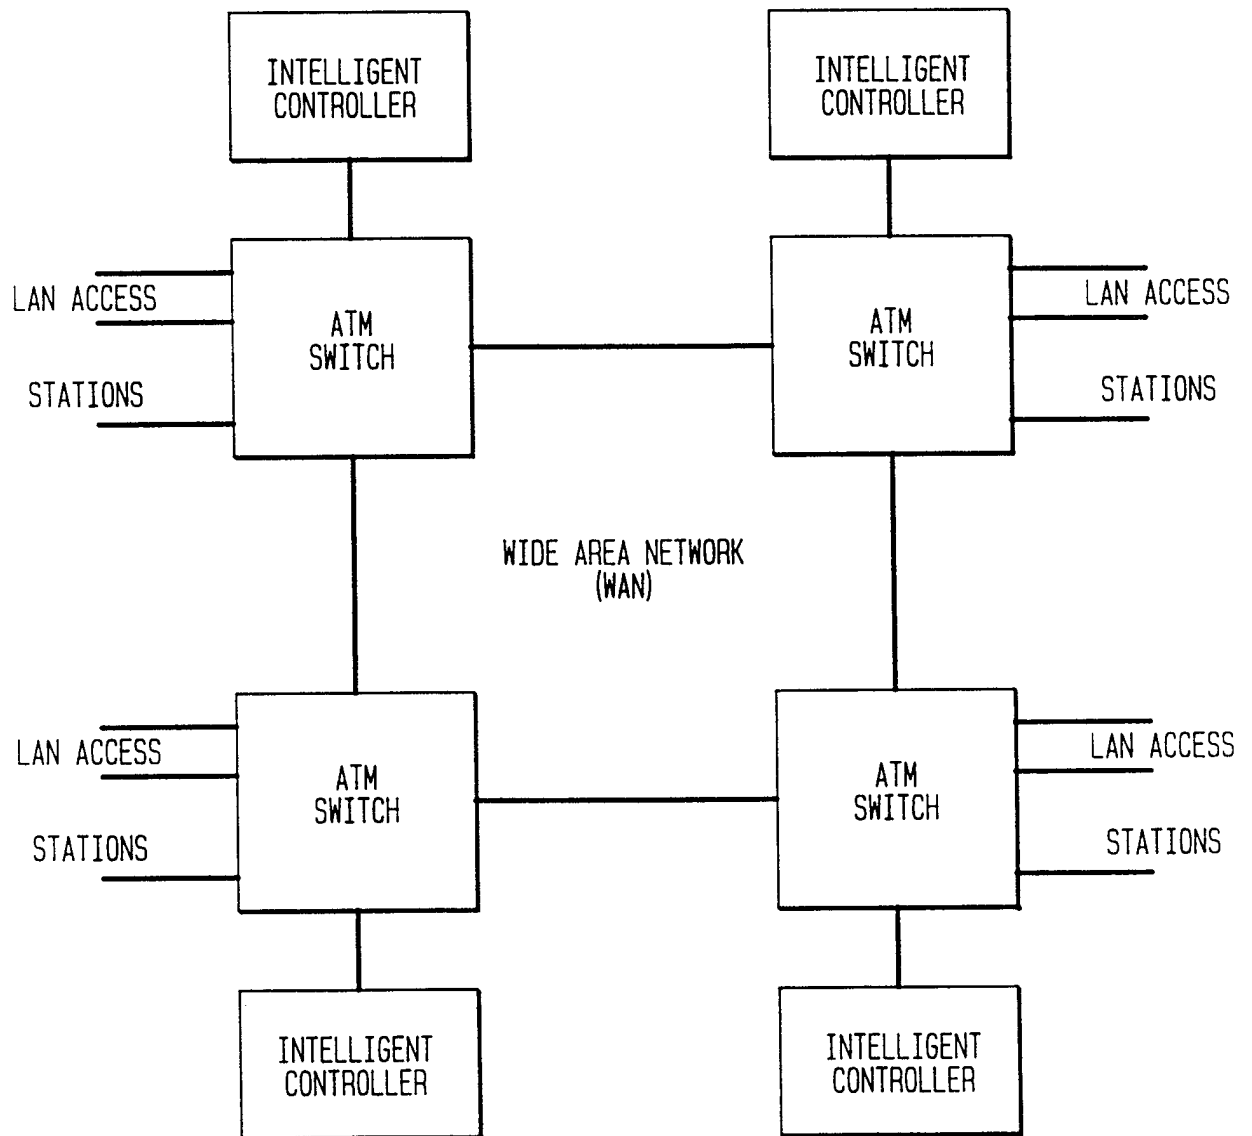 INTELLIGENT
CONTROLLER
INTELLIGENT
CONTROLLER
LAN ACCESS
ATM
SWITCH
STATIONS
ATM
SWITCH
LAN ACCESS
STATIONS
WIDE AREA NETWORK
(WAN)
LAN ACCESS
ATM
SWITCH
STATIONS
ATM
SWITCH
LAN ACCESS
STATIONS
INTELLIGENT
CONTROLLER
INTELLIGENT
CONTROLLER